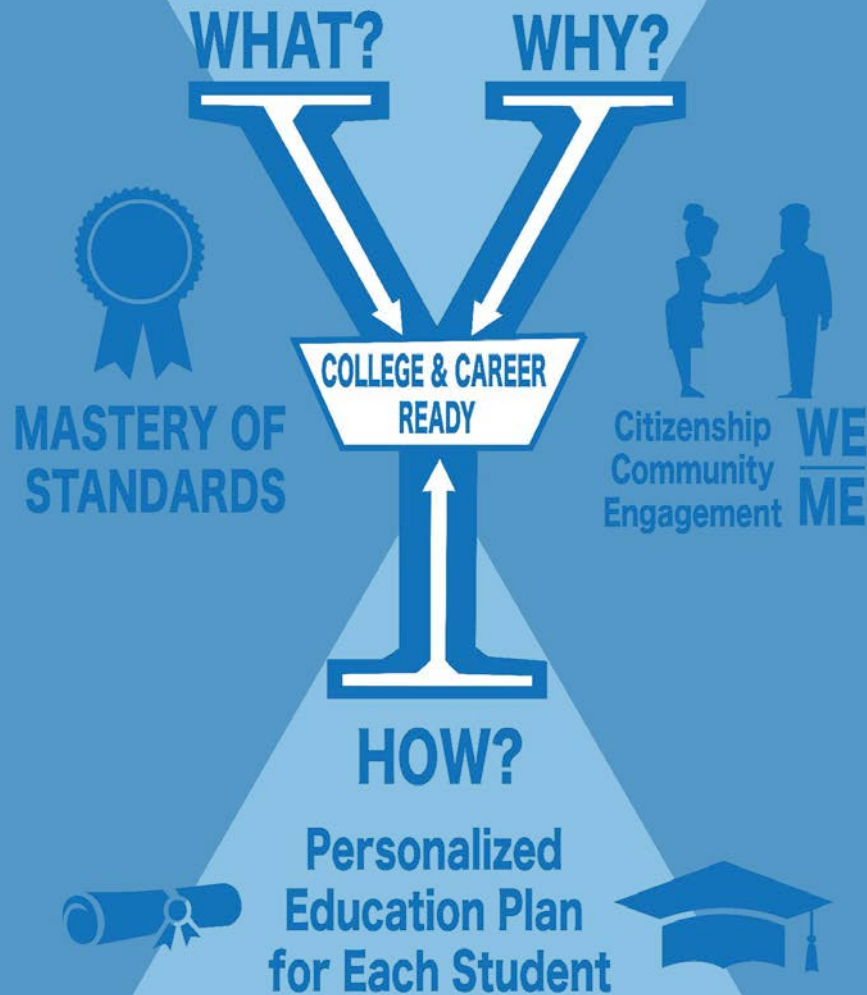 WHAT? WHY?
COLLEGE & CAREER
READY
MASTERY OF
STANDARDS
Citizenship
Community
Engagement
WE
ME
HOW?
Personalized
Education Plan
for Each Student